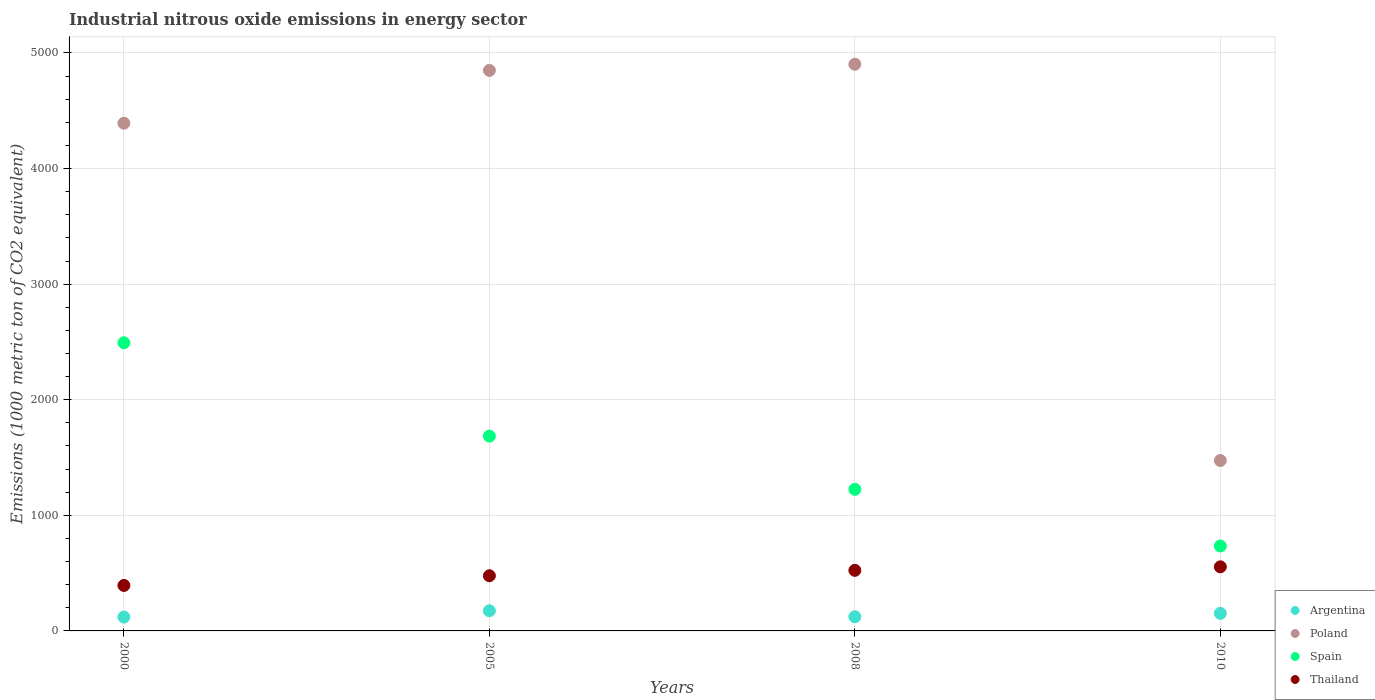 Industrial nitrous oxide emissions in energy sector
Emissions (1000 metric ton of CO2 equivalent)
5000
4000
3000
2000
1000
0
2000
2005
2008
2010
Years
Argentina
Poland
Spain
Thailand